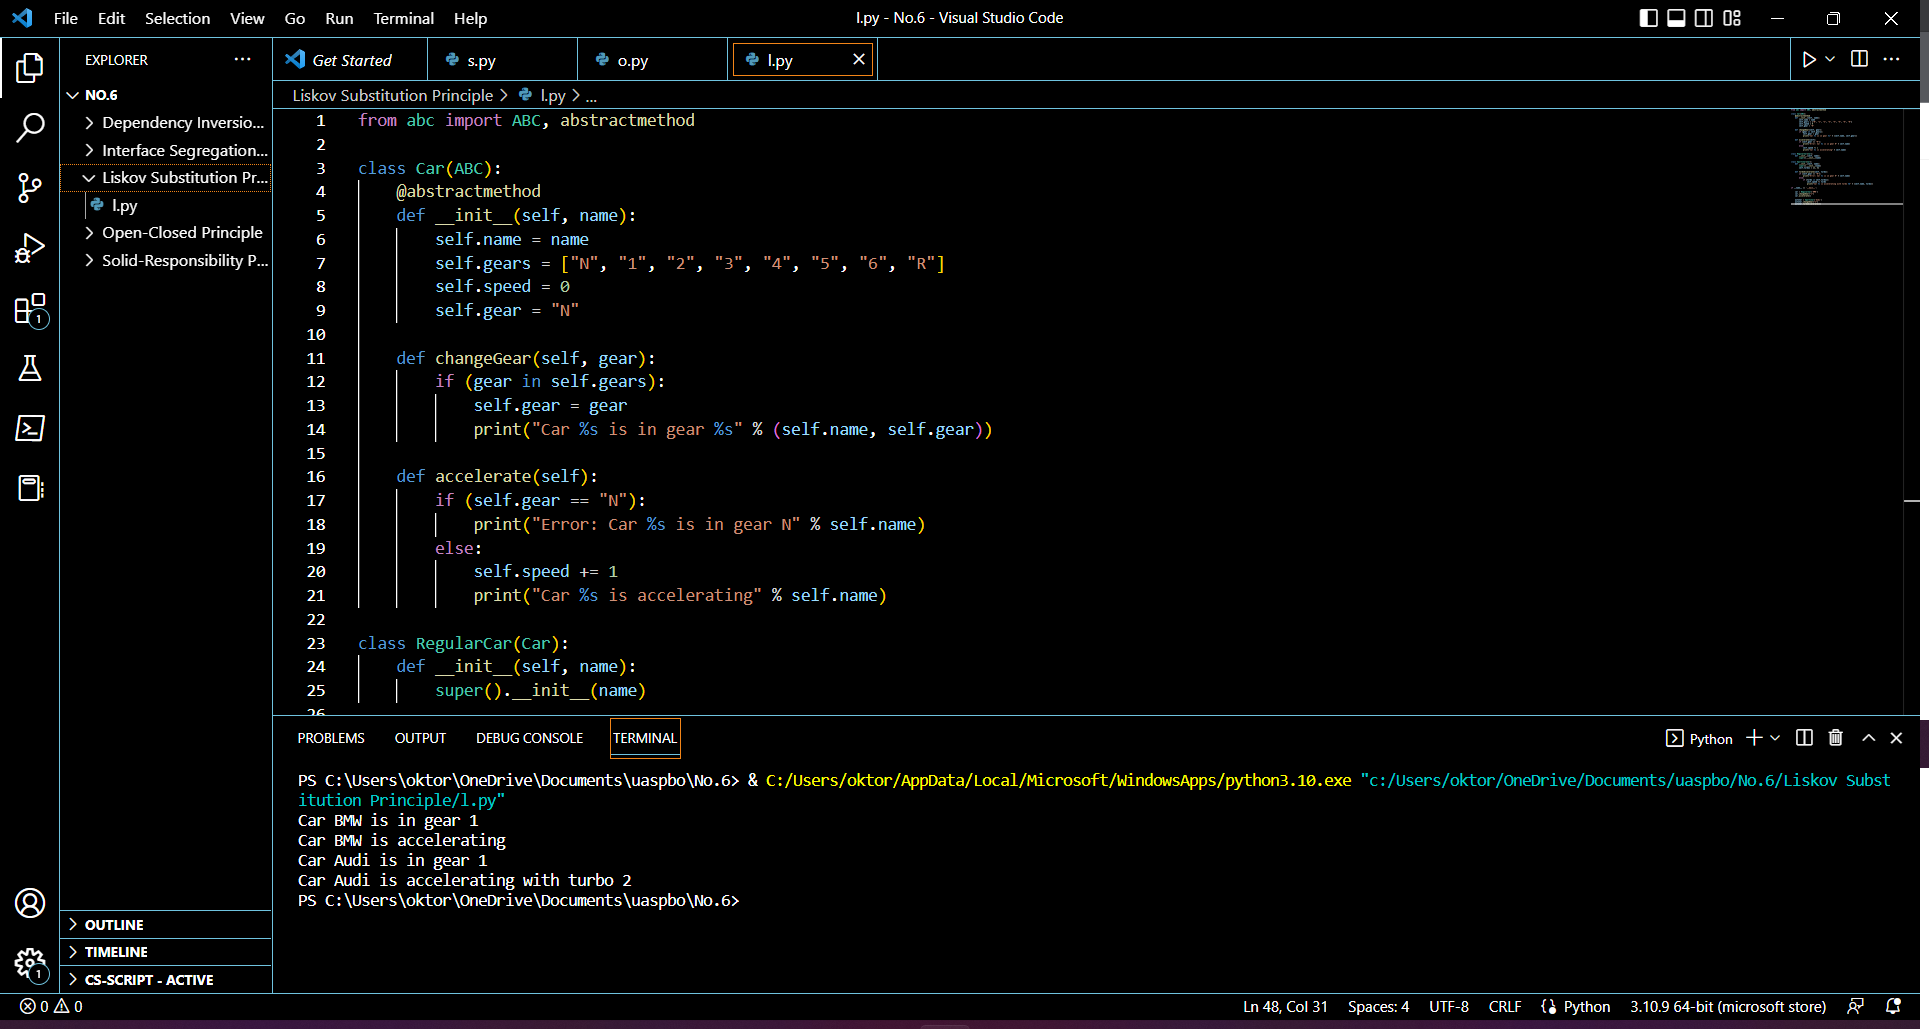 File Edit Selection View Go Run Terminal Help
l.py - No.6 - Visual Studio Code
EXPLORER
NO.6
Dependency Inversio...
Interface Segregation...
Liskov Substitution Pr...
l.py
Open-Closed Principle
Solid-Responsibility P...
OUTLINE
TIMELINE
CS-SCRIPT - ACTIVE
1
1
Get Started
s.py
o.py
l.py
Liskov Substitution Principle > l.py > ...
1 from abc import ABC, abstractmethod
2
3 class Car(ABC):
4     @abstractmethod
5     def __init__(self, name):
6         self.name = name
7         self.gears = ["N", "1", "2", "3", "4", "5", "6", "R"]
8         self.speed = 0
9         self.gear = "N"
10
11     def changeGear(self, gear):
12         if (gear in self.gears):
13             self.gear = gear
14             print("Car %s is in gear %s" % (self.name, self.gear))
15
16     def accelerate(self):
17         if (self.gear == "N"):
18             print("Error: Car %s is in gear N" % self.name)
19         else:
20             self.speed += 1
21             print("Car %s is accelerating" % self.name)
22
23 class RegularCar(Car):
24     def __init__(self, name):
25         super().__init__(name)
26
PROBLEMS OUTPUT DEBUG CONSOLE TERMINAL
Python
PS C:\Users\oktor\OneDrive\Documents\uaspbo\No.6> & C:/Users/oktor/AppData/Local/Microsoft/WindowsApps/python3.10.exe "c:/Users/oktor/OneDrive/Documents/uaspbo/No.6/Liskov Subst
itution Principle/l.py"
Car BMW is in gear 1
Car BMW is accelerating
Car Audi is in gear 1
Car Audi is accelerating with turbo 2
PS C:\Users\oktor\OneDrive\Documents\uaspbo\No.6>
0 0
Ln 48, Col 31 Spaces: 4 UTF-8 CRLF Python 3.10.9 64-bit (microsoft store)